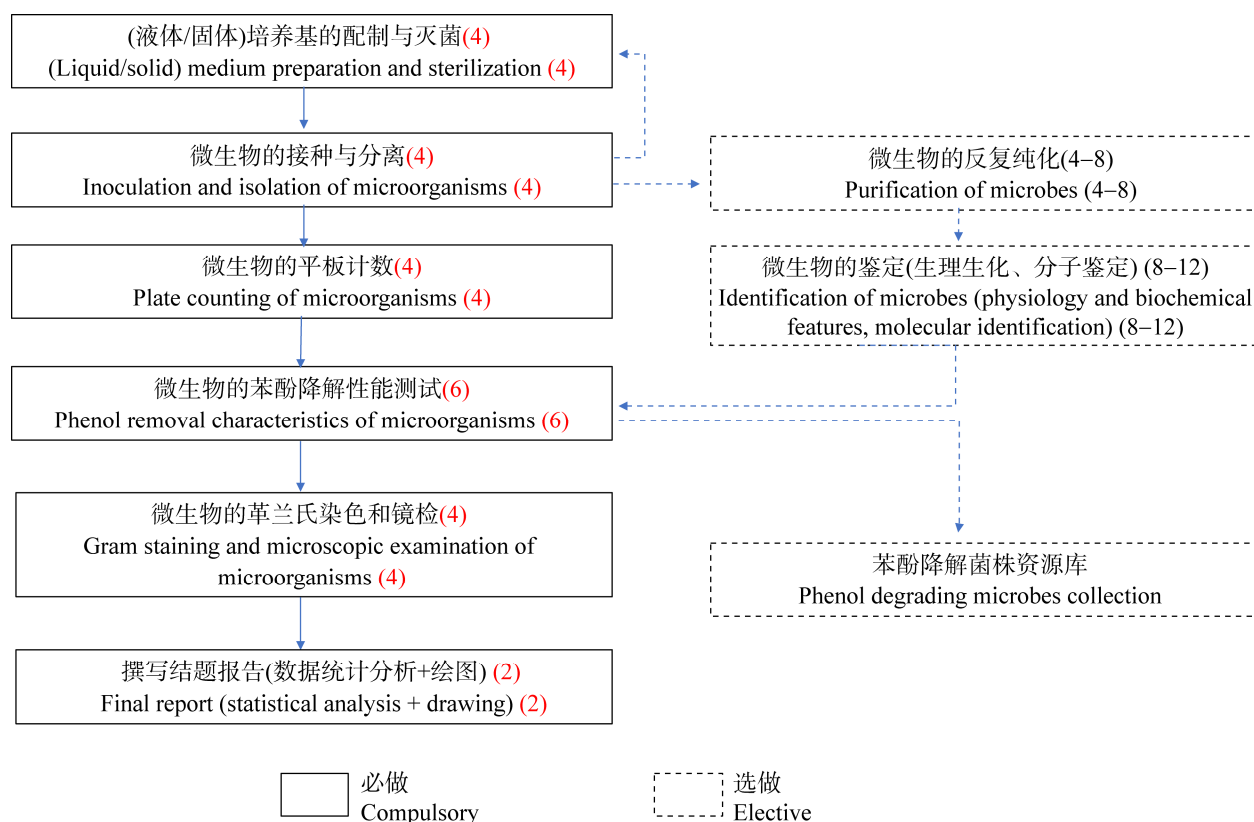 (液体/固体)培养基的配制与灭菌(4)
(Liquid/solid) medium preparation and sterilization (4)
微生物的接种与分离(4)
Inoculation and isolation of microorganisms (4)
微生物的反复纯化(4–8)
Purification of microbes (4–8)
微生物的平板计数(4)
Plate counting of microorganisms (4)
微生物的鉴定(生理生化、分子鉴定) (8–12)
Identification of microbes (physiology and biochemical
features, molecular identification) (8–12)
微生物的苯酚降解性能测试(6)
Phenol removal characteristics of microorganisms (6)
微生物的革兰氏染色和镜检(4)
Gram staining and microscopic examination of
microorganisms (4)
苯酚降解菌株资源库
Phenol degrading microbes collection
撰写结题报告(数据统计分析+绘图) (2)
Final report (statistical analysis + drawing) (2)
必做
Compulsory
选做
Elective